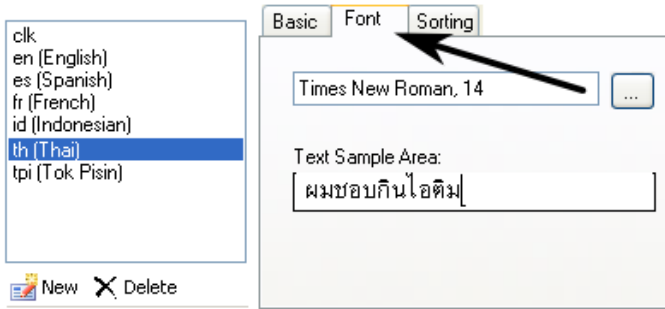 clk
en (English)
es (Spanish)
fr (French)
id (Indonesian)
th (Thai)
tpi (Tok Pisin)
New Delete
Basic Font Sorting
Times New Roman, 14 ...
Text Sample Area:
ผมชอบกินไอติม